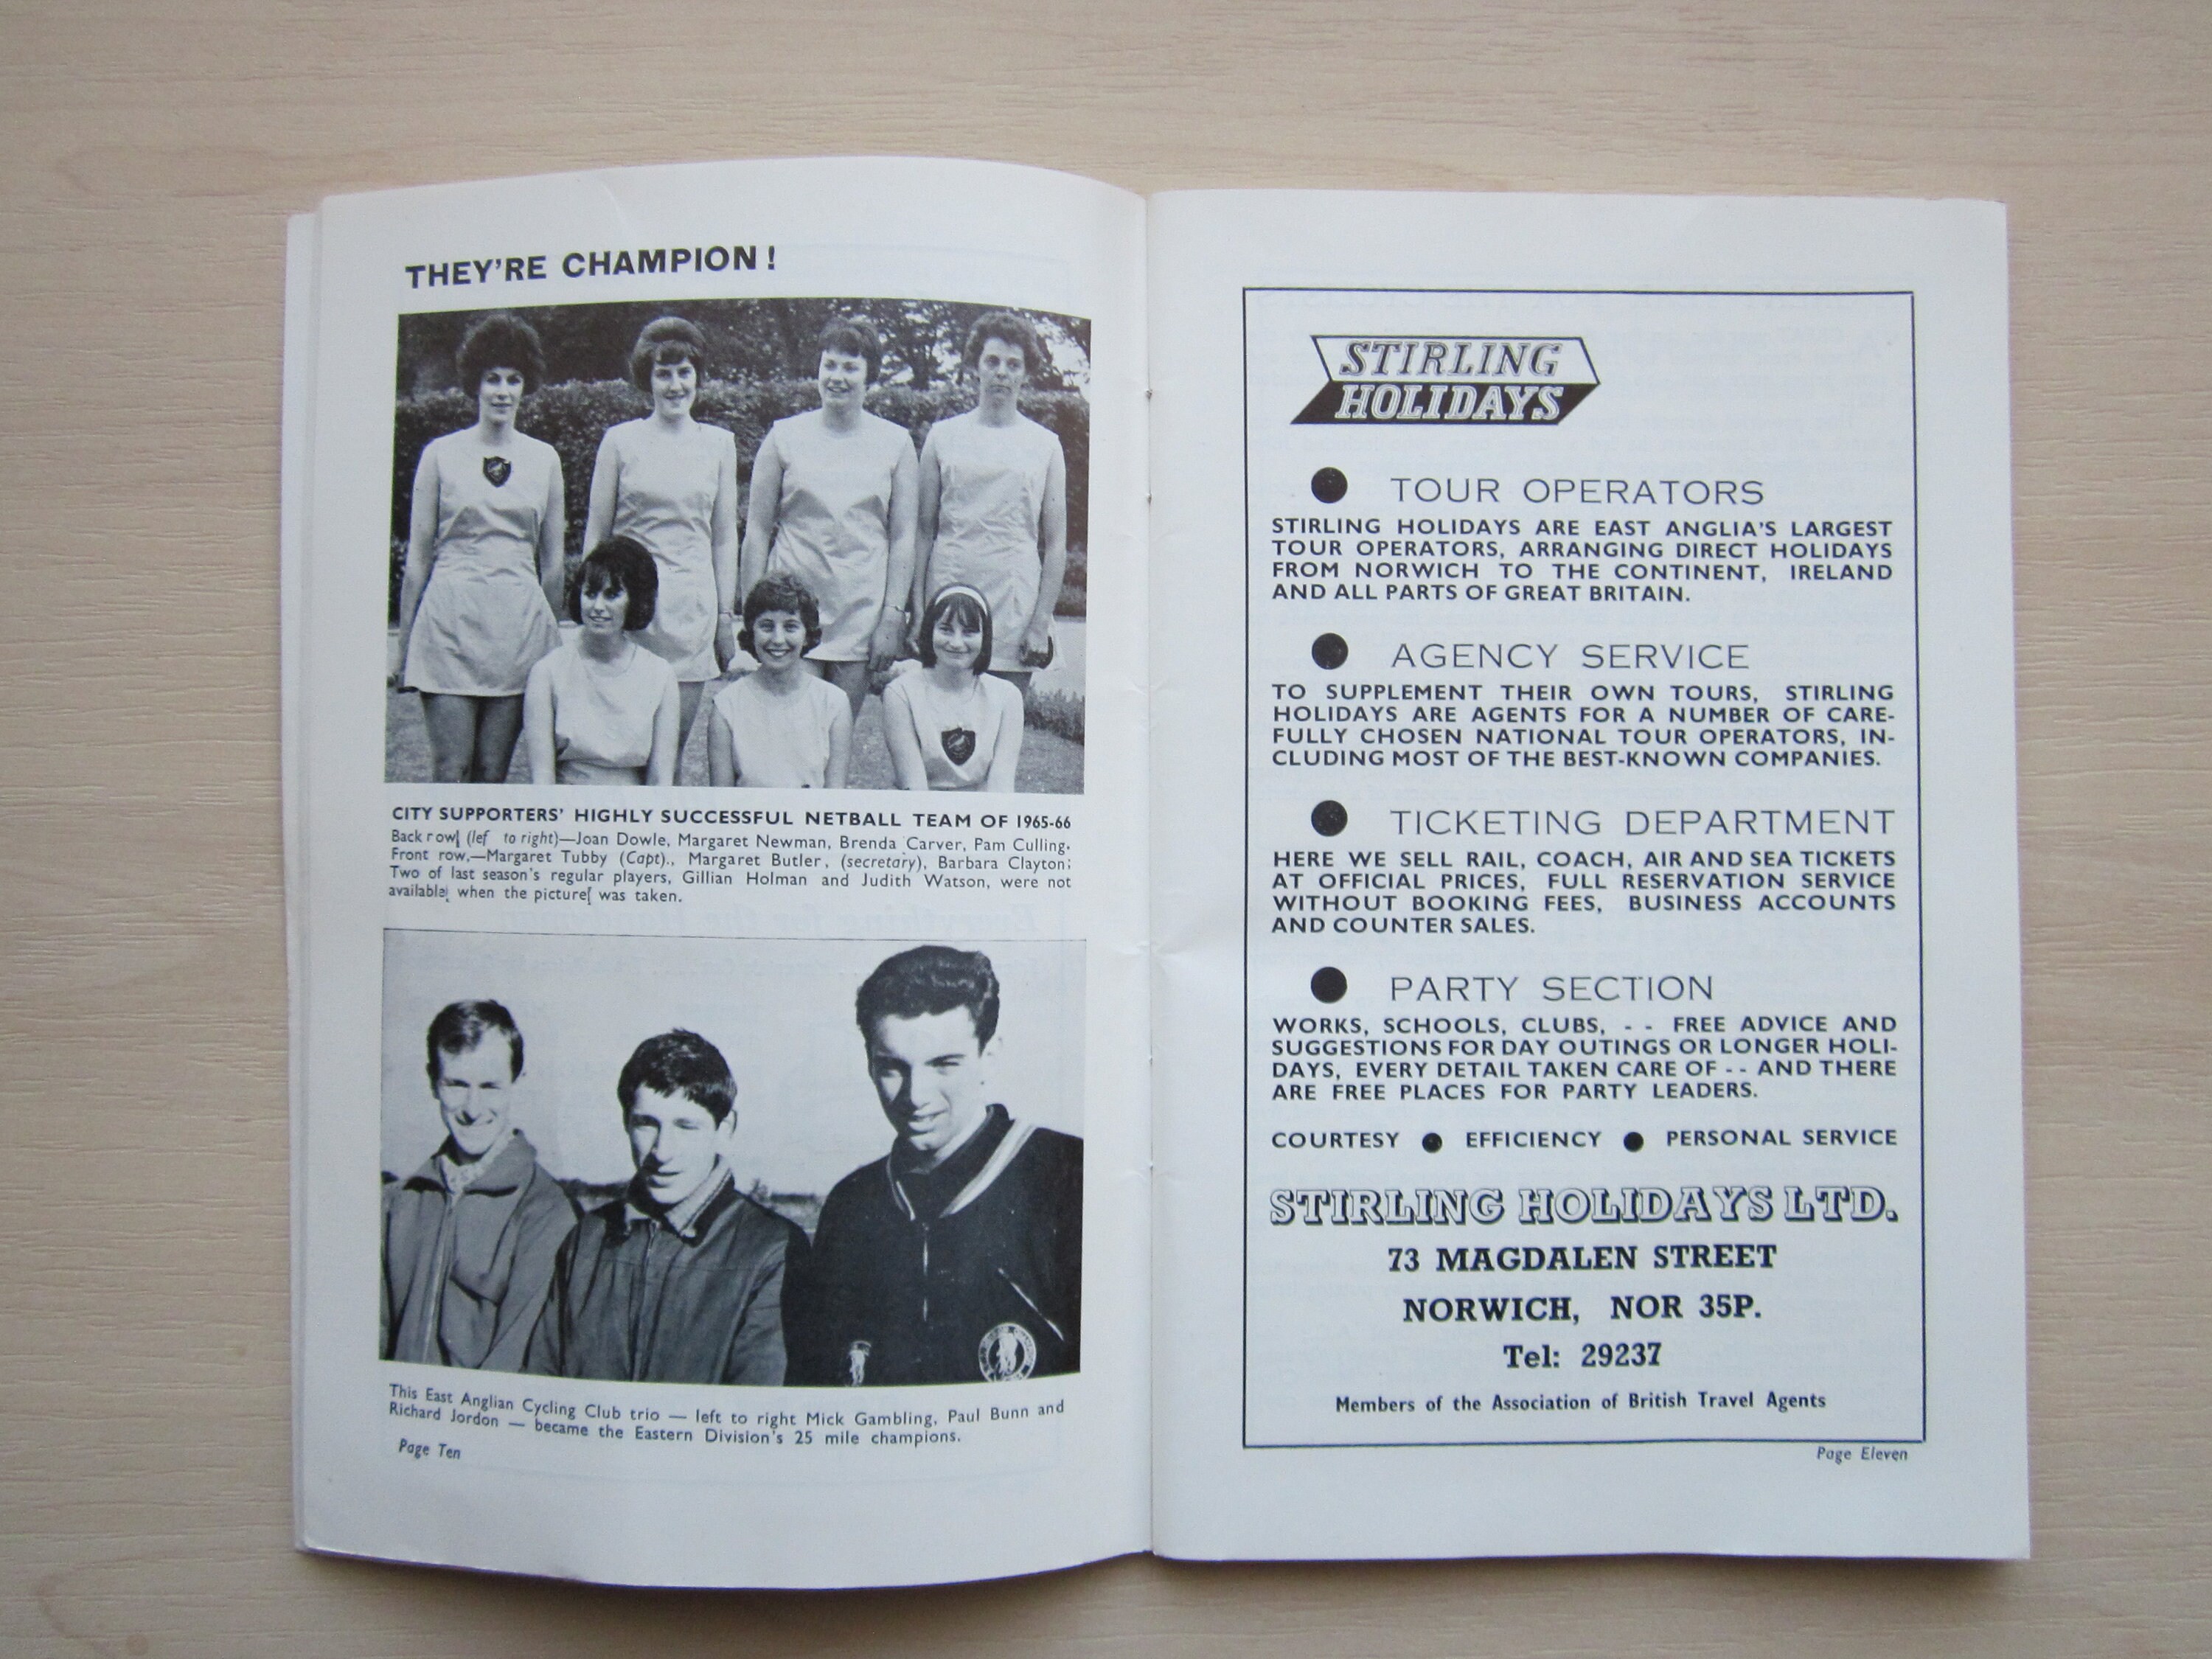 THEY'RE CHAMPION!
CITY SUPPORTERS' HIGHLY SUCCESSFUL NETBALL TEAM OF 1965-66
Back row (lef to right)—Joan Dowle, Margaret Newman, Brenda Carver, Pam Culling.
Front row.—Margaret Tubby (Capt)., Margaret Butler, (secretary), Barbara Clayton;
Two of last season's regular players, Gillian Holman and Judith Watson, were not
available when the picture was taken.
This East Anglian Cycling Club trio — left to right Mick Gambling, Paul Bunn and
Richard Jordon — became the Eastern Division's 25 mile champions.
Page Ten
STIRLING
HOLIDAYS
● TOUR OPERATORS
STIRLING HOLIDAYS ARE EAST ANGLIA'S LARGEST
TOUR OPERATORS, ARRANGING DIRECT HOLIDAYS
FROM NORWICH TO THE CONTINENT, IRELAND
AND ALL PARTS OF GREAT BRITAIN.
● AGENCY SERVICE
TO SUPPLEMENT THEIR OWN TOURS, STIRLING
HOLIDAYS ARE AGENTS FOR A NUMBER OF CARE-
FULLY CHOSEN NATIONAL TOUR OPERATORS, IN-
CLUDING MOST OF THE BEST-KNOWN COMPANIES.
● TICKETING DEPARTMENT
HERE WE SELL RAIL, COACH, AIR AND SEA TICKETS
AT OFFICIAL PRICES, FULL RESERVATION SERVICE
WITHOUT BOOKING FEES, BUSINESS ACCOUNTS
AND COUNTER SALES.
● PARTY SECTION
WORKS, SCHOOLS, CLUBS, - - FREE ADVICE AND
SUGGESTIONS FOR DAY OUTINGS OR LONGER HOLI-
DAYS, EVERY DETAIL TAKEN CARE OF - - AND THERE
ARE FREE PLACES FOR PARTY LEADERS.
COURTESY ● EFFICIENCY ● PERSONAL SERVICE
STIRLING HOLIDAYS LTD.
73 MAGDALEN STREET
NORWICH, NOR 35P.
Tel: 29237
Members of the Association of British Travel Agents
Page Eleven